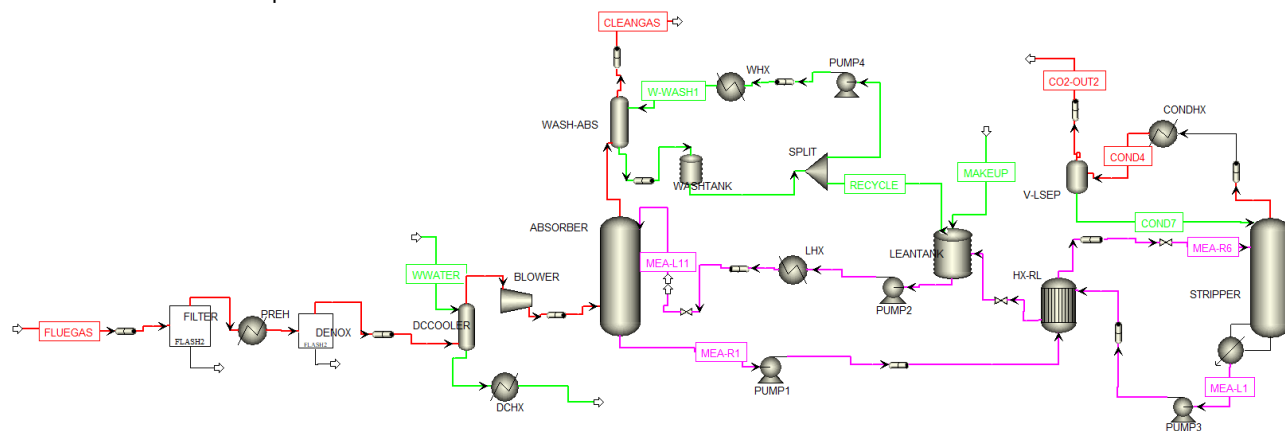 CLEANGAS
PUMP4
WHX
W-WASH1
CO2-OUT2
CONDHX
WASH-ABS
COND4
SPLIT
WASHTANK
MAKEUP
V-LSEP
RECYCLE
COND7
ABSORBER
LEANTANK
MEA-R6
MEA-L11
LHX
WWATER
BLOWER
HX-RL
STRIPPER
PUMP2
FILTER
PREH
DENOX
DCCOOLER
FLUEGAS
FLASH2
FLASH2
MEA-R1
PUMP1
MEA-L1
DCHX
PUMP3